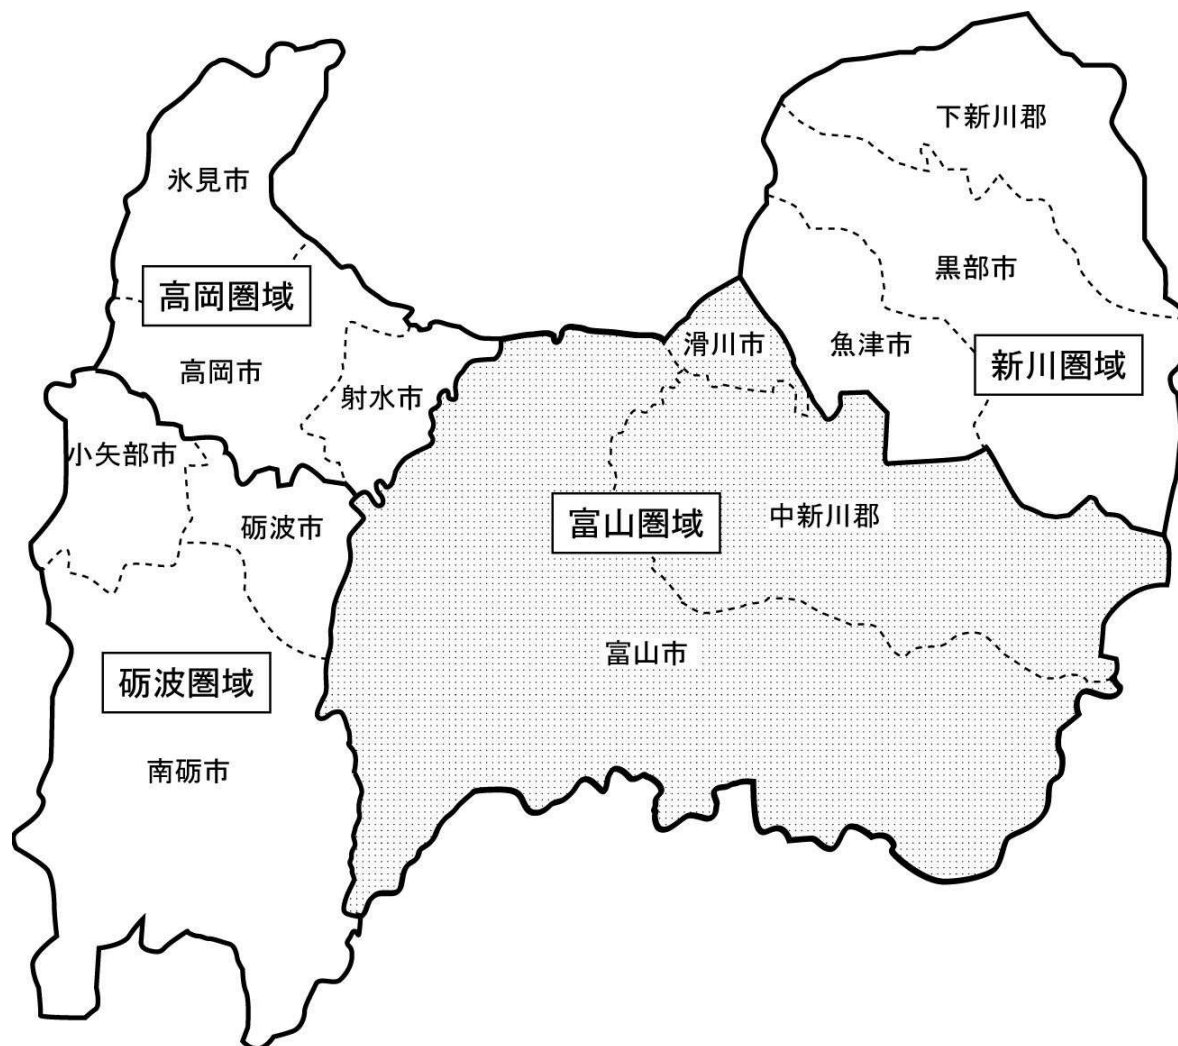 下新川郡
氷見市
黒部市
高岡圏域
滑川市
魚津市
新川圏域
高岡市
射水市
小矢部市
砺波市
富山圏域
中新川郡
富山市
砺波圏域
南砺市